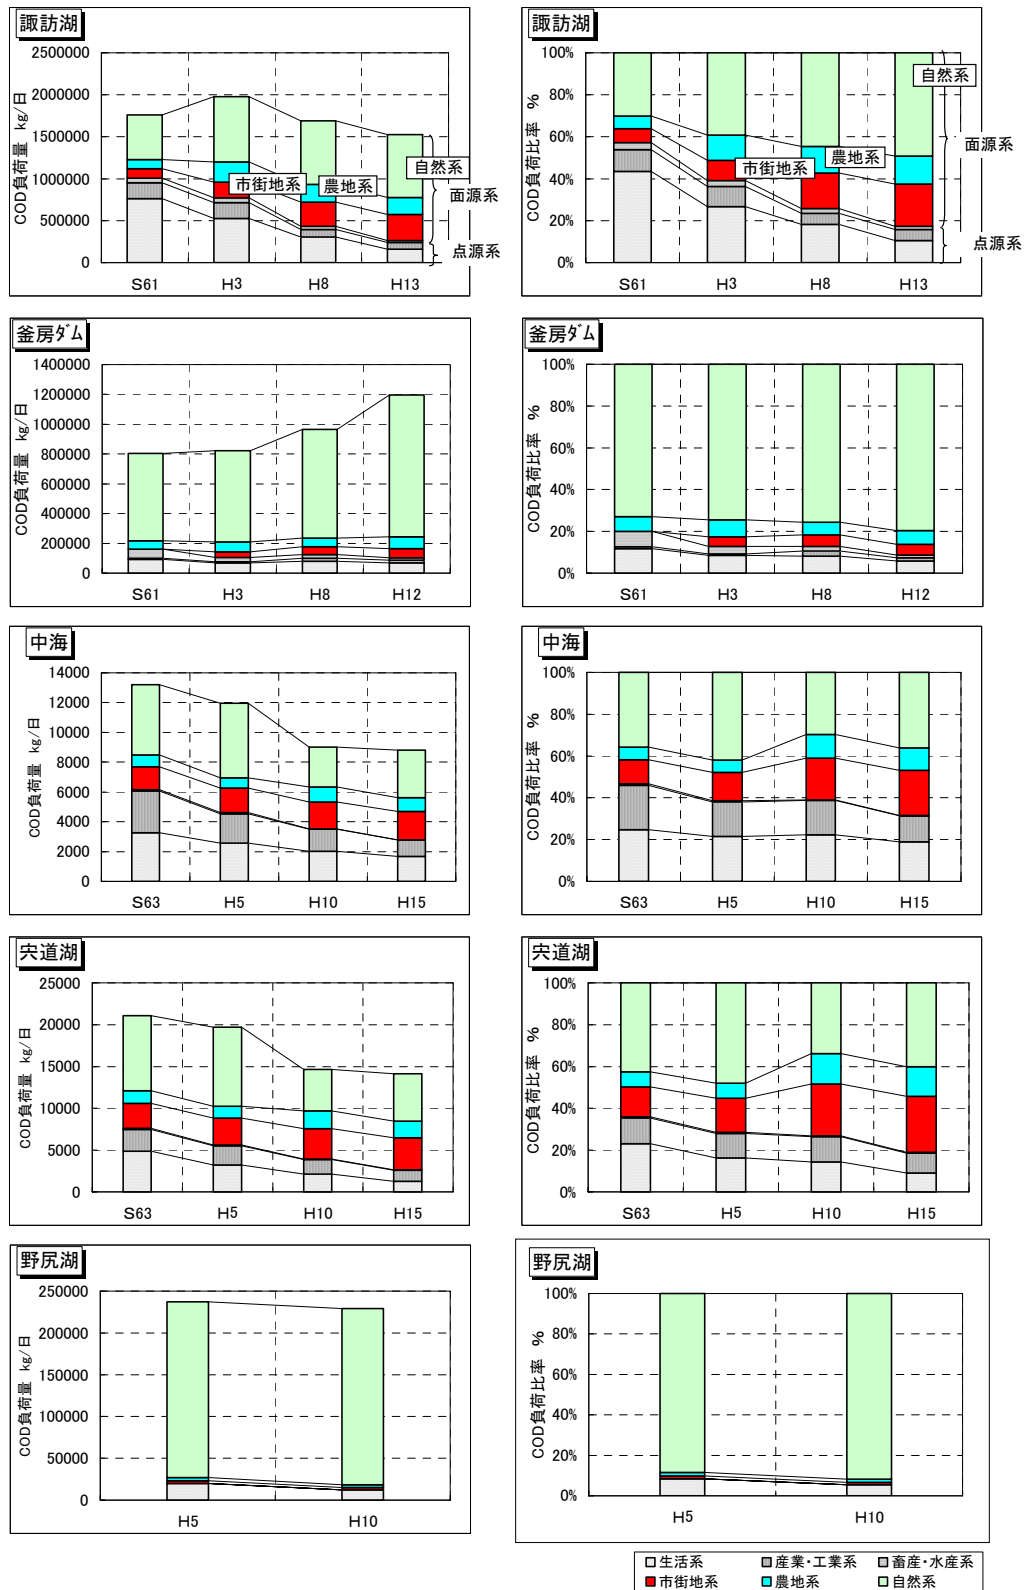 諏訪湖
COD負荷量 kg/日
2500000
2000000
1500000
1000000
500000
0
S61
H3
H8
H13
市街地系
農地系
自然系
面源系
点源系
諏訪湖
COD負荷比率 %
100%
80%
60%
40%
20%
0%
S61
H3
H8
H13
市街地系
農地系
自然系
面源系
点源系
釜房ダム
COD負荷量 kg/日
1400000
1200000
1000000
800000
600000
400000
200000
0
S61
H3
H8
H12
釜房ダム
COD負荷比率 %
100%
80%
60%
40%
20%
0%
S61
H3
H8
H12
中海
COD負荷量 kg/日
14000
12000
10000
8000
6000
4000
2000
0
S63
H5
H10
H15
中海
COD負荷比率 %
100%
80%
60%
40%
20%
0%
S63
H5
H10
H15
宍道湖
COD負荷量 kg/日
25000
20000
15000
10000
5000
0
S63
H5
H10
H15
宍道湖
COD負荷比率 %
100%
80%
60%
40%
20%
0%
S63
H5
H10
H15
野尻湖
COD負荷量 kg/日
250000
200000
150000
100000
50000
0
H5
H10
野尻湖
COD負荷比率 %
100%
80%
60%
40%
20%
0%
H5
H10
生活系 産業・工業系 畜産・水産系
市街地系 農地系 自然系